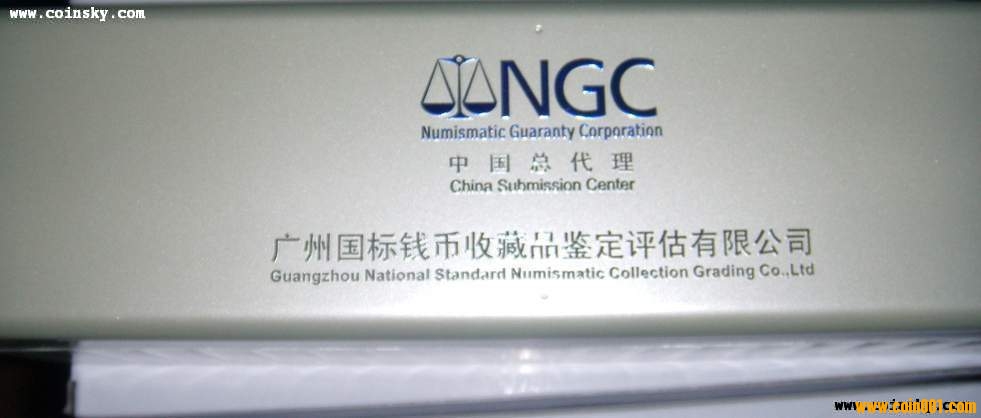 www.coinsky.com
NGC
Numismatic Guaranty Corporation
中国总代理
China Submission Center
广州国标钱币收藏品鉴定评估有限公司
Guangzhou National Standard Numismatic Collection Grading Co.,Ltd